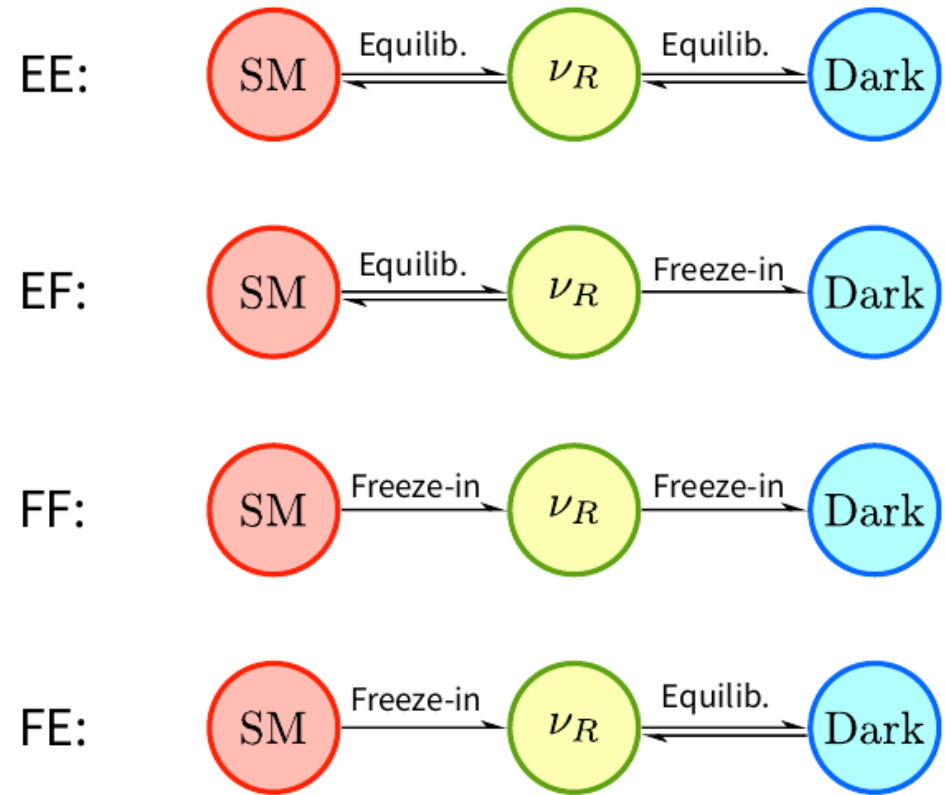 Equilib. Equilib.
EE: SM ν_R Dark
Equilib. Freeze-in
EF: SM ν_R Dark
Freeze-in Freeze-in
FF: SM ν_R Dark
Freeze-in Equilib.
FE: SM ν_R Dark